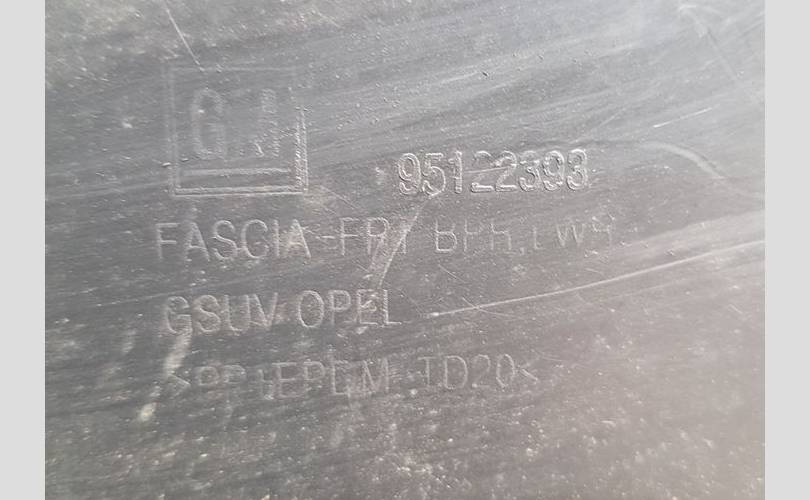 GM
95122393
FASCIA-FRT BPR, LWR
GSUV OPEL
>PP+EPDM-TD20<